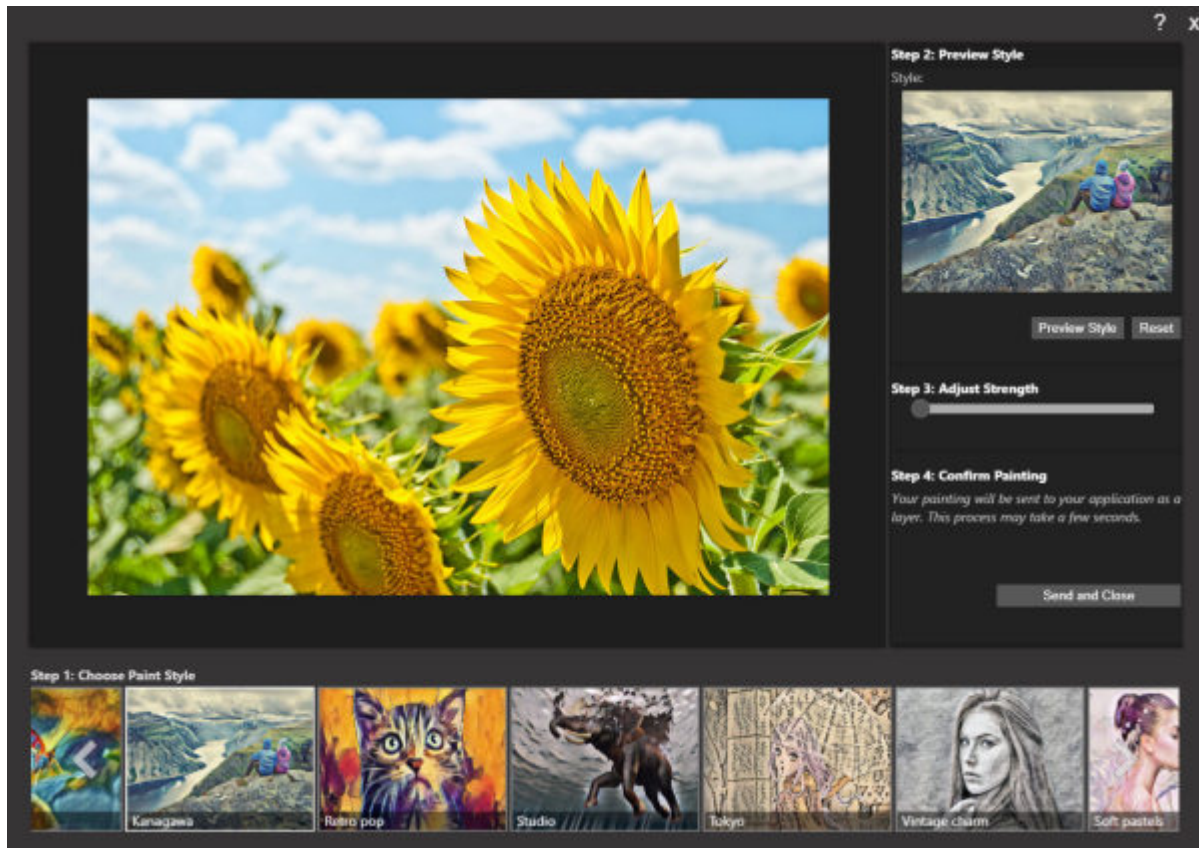 ? x
Step 2: Preview Style
Style:
Preview Style Reset
Step 3: Adjust Strength
Step 4: Confirm Painting
Your painting will be sent to your application as a
layer. This process may take a few seconds.
Send and Close
Step 1: Choose Paint Style
Kanagawa
Retro pop
Studio
Tokyo
Vintage charm
Soft pastels